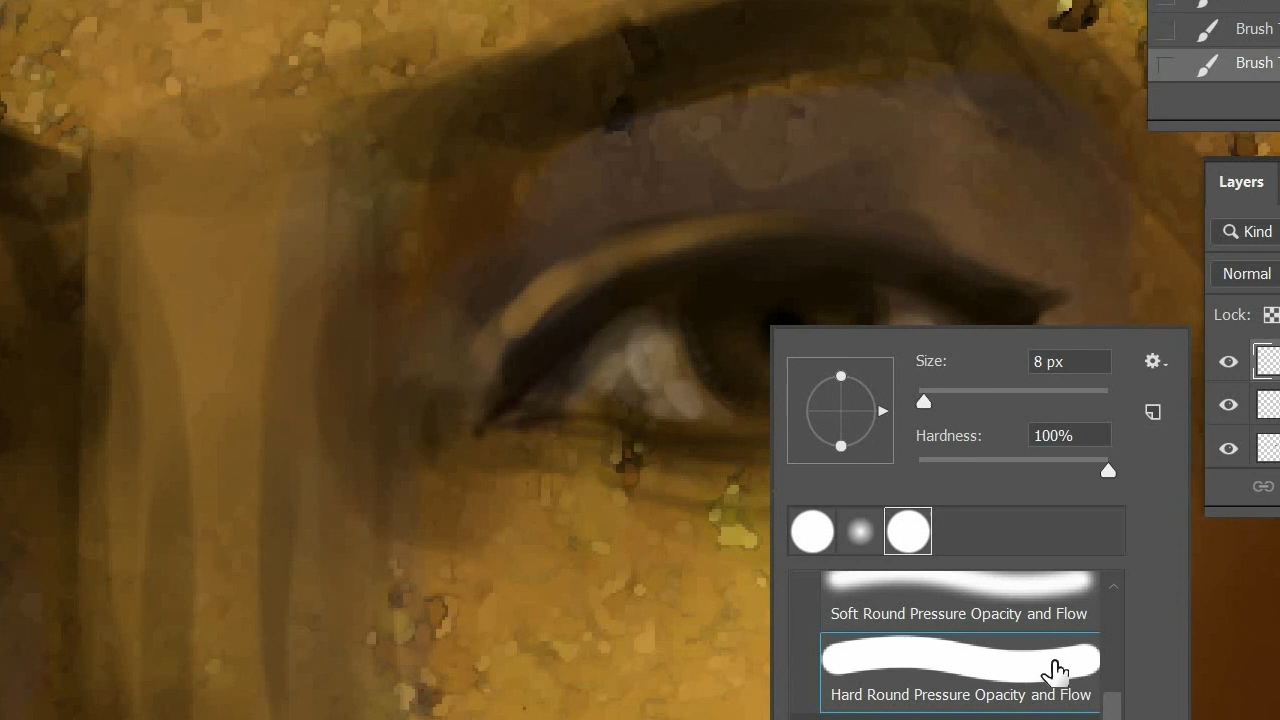 Brush
Brush
Layers
Kind
Normal
Lock:
Size:
8 px
Hardness:
100%
Soft Round Pressure Opacity and Flow
Hard Round Pressure Opacity and Flow